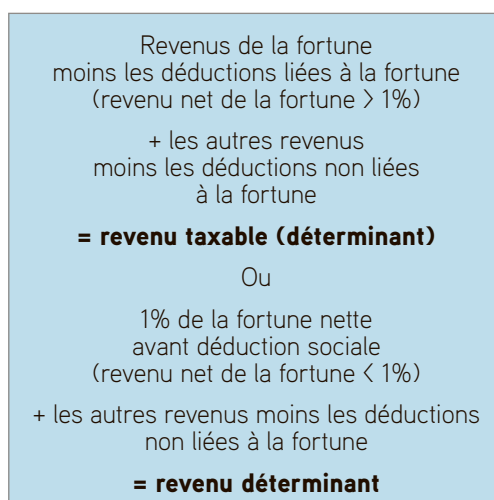 Revenus de la fortune
moins les déductions liées à la fortune
(revenu net de la fortune > 1%)
+ les autres revenus
moins les déductions non liées
à la fortune
= revenu taxable (déterminant)
Ou
1% de la fortune nette
avant déduction sociale
(revenu net de la fortune < 1%)
+ les autres revenus moins les déductions
non liées à la fortune
= revenu déterminant